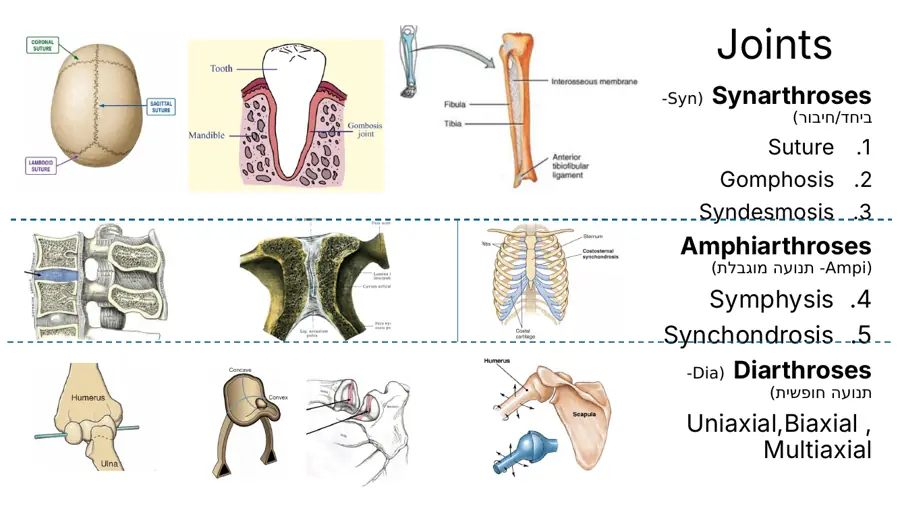 Joints
Synarthroses (Syn-
ביחד/חיבור)
1. Suture
2. Gomphosis
3. Syndesmosis
Amphiarthroses
(Ampi- תנועה מוגבלת)
4. Symphysis
5. Synchondrosis
Diarthroses (Dia-
תנועה חופשית)
Uniaxial,Biaxial ,
Multiaxial
CORONAL
SUTURE
SAGITTAL
SUTURE
LAMBOCID
SUTURE
Tooth
Mandible
Gombosis
joint
Interosseous membrane
Fibula
Tibia
Anterior
tibiofibular
ligament
Sternum
Costosternal
synchondrosis
Costal
cartilage
Humerus
Ulna
Concave
Convex
Humerus
Scapula